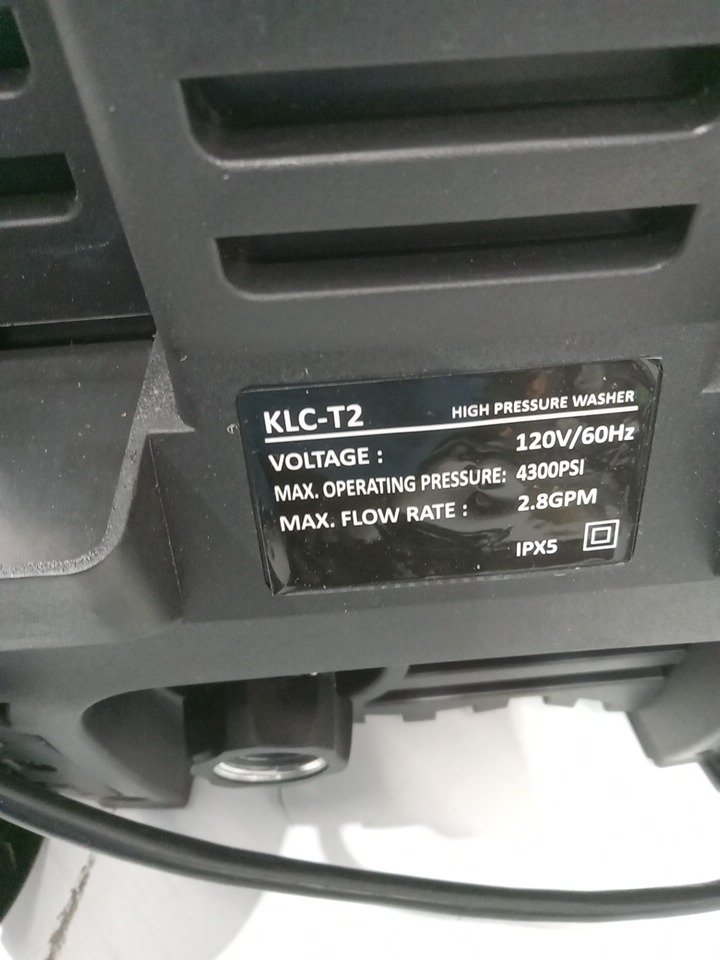 KLC-T2 HIGH PRESSURE WASHER
VOLTAGE : 120V/60Hz
MAX. OPERATING PRESSURE: 4300PSI
MAX. FLOW RATE : 2.8GPM
IPX5